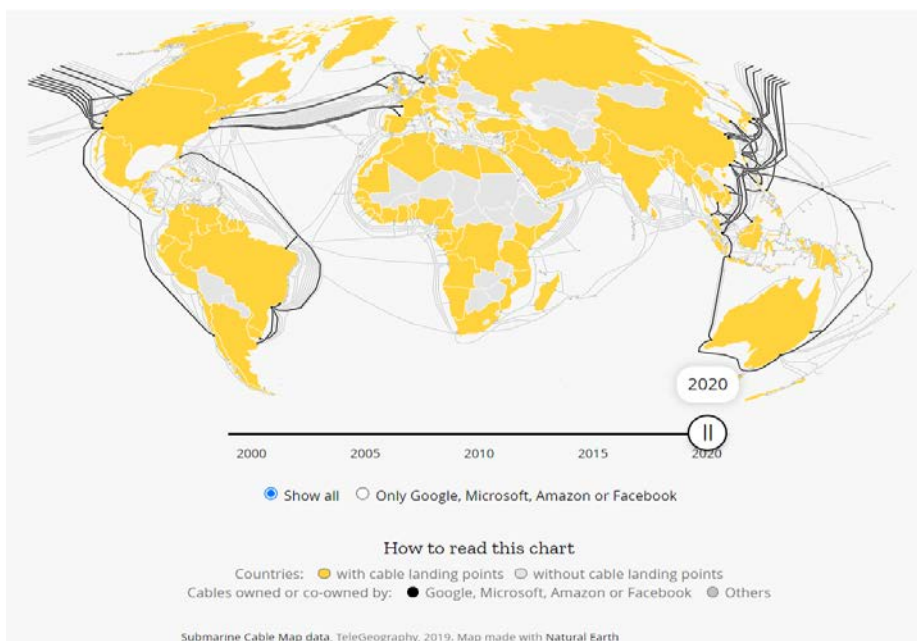 2020
2000 2005 2010 2015 2020
Show all Only Google, Microsoft, Amazon or Facebook
How to read this chart
Countries: with cable landing points without cable landing points
Cables owned or co-owned by: Google, Microsoft, Amazon or Facebook Others
Submarine Cable Map data, TeleGeography, 2019. Map made with Natural Earth